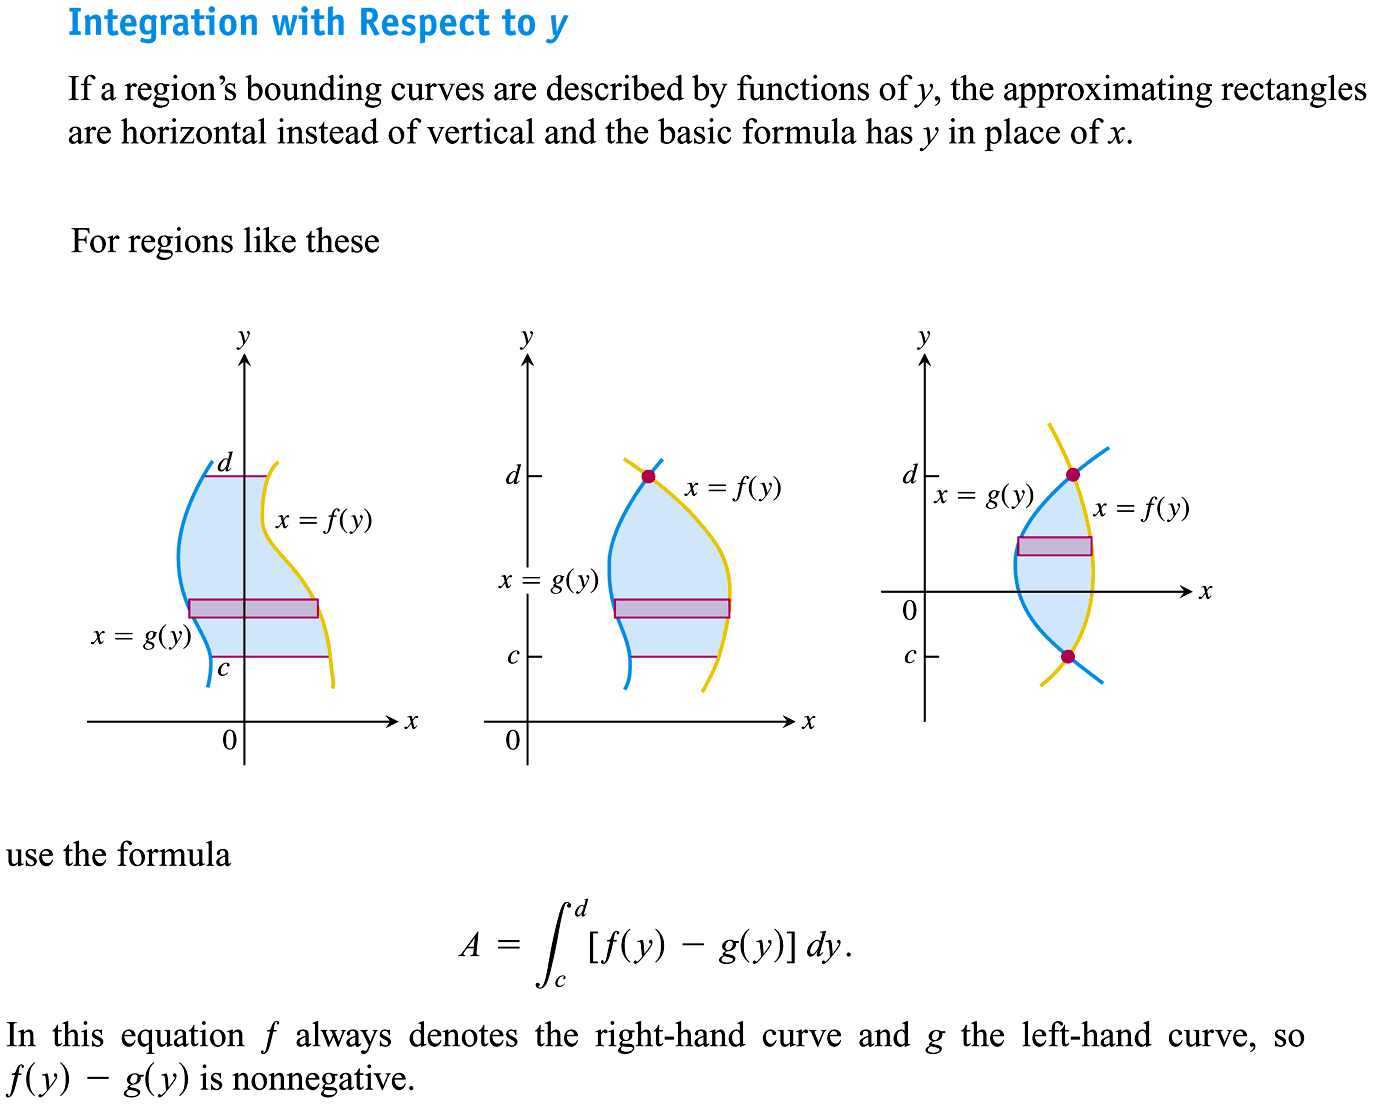 Integration with Respect to y
If a region's bounding curves are described by functions of y, the approximating rectangles
are horizontal instead of vertical and the basic formula has y in place of x.
For regions like these
y
d
x = f(y)
x = g(y)
c
x
0
y
d
x = f(y)
x = g(y)
c
x
0
y
d
x = g(y)
x = f(y)
x
0
c
use the formula
A = ∫_c^d [f(y) − g(y)] dy.
In this equation f always denotes the right-hand curve and g the left-hand curve, so
f(y) − g(y) is nonnegative.